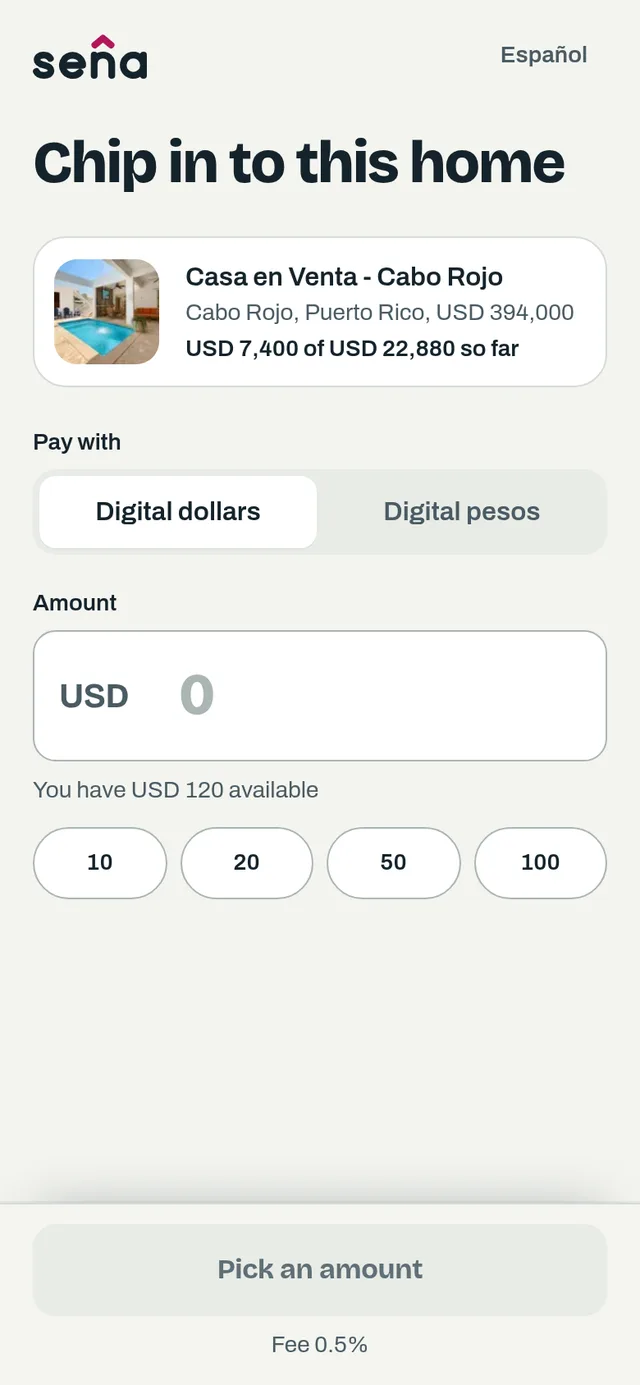 sena
Español
Chip in to this home
Casa en Venta - Cabo Rojo
Cabo Rojo, Puerto Rico, USD 394,000
USD 7,400 of USD 22,880 so far
Pay with
Digital dollars
Digital pesos
Amount
USD 0
You have USD 120 available
10 20 50 100
Pick an amount
Fee 0.5%